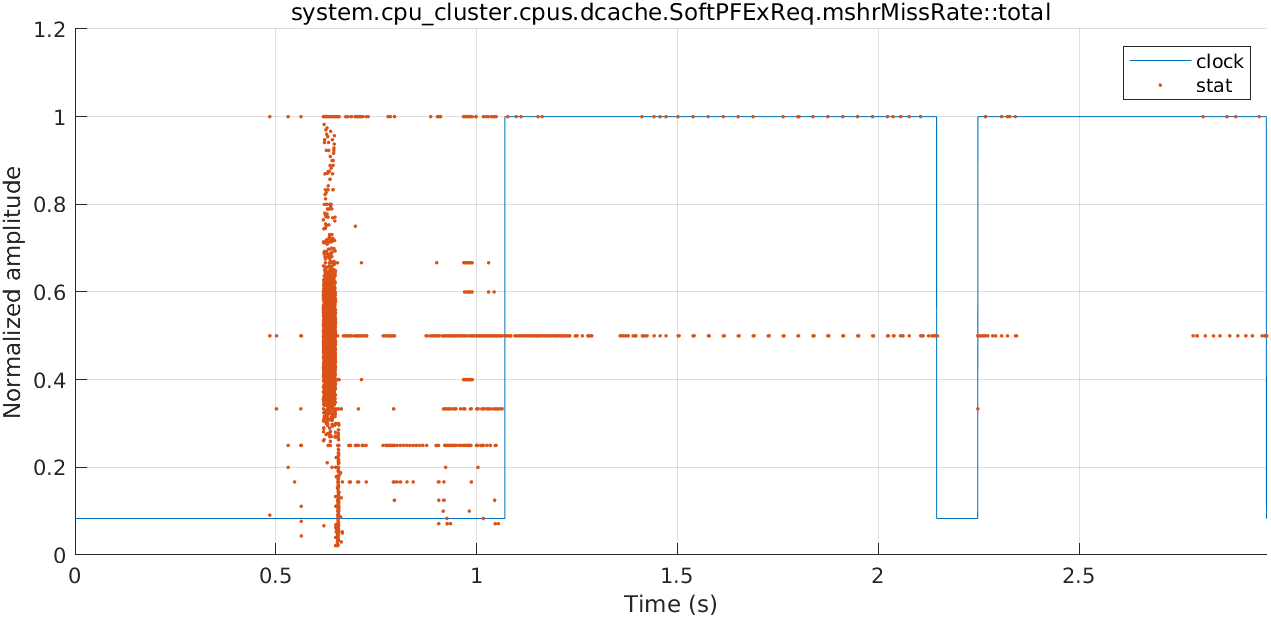 system.cpu_cluster.cpus.dcache.SoftPFExReq.mshrMissRate::total
1.2
1
0.8
0.6
0.4
0.2
0
Normalized amplitude
clock
stat
0 0.5 1 1.5 2 2.5
Time (s)